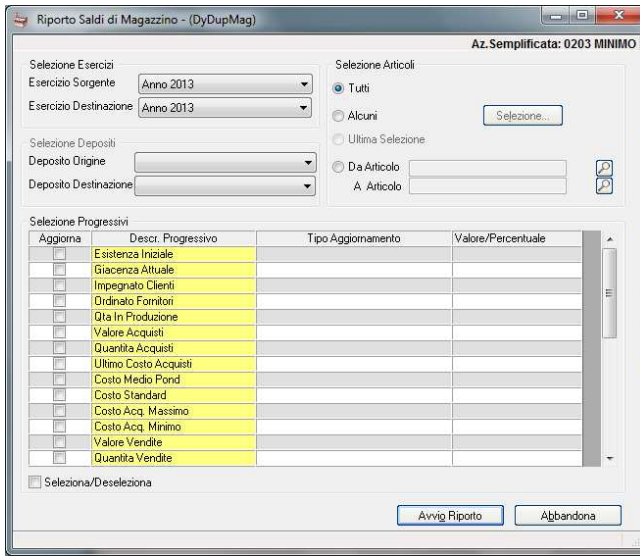 Riporto Saldi di Magazzino - (DyDupMag)
Az.Semplificata: 0203 MINIMO
Selezione Esercizi
Esercizio Sorgente Anno 2013
Esercizio Destinazione Anno 2013
Selezione Depositi
Deposito Origine
Deposito Destinazione
Selezione Articoli
Tutti
Alcuni Selezione...
Ultima Selezione
Da Articolo
A Articolo
Selezione Progressivi
Aggiorna Descr. Progressivo Tipo Aggiornamento Valore/Percentuale
Esistenza Iniziale
Giacenza Attuale
Impegnato Clienti
Ordinato Fornitori
Qta In Produzione
Valore Acquisti
Quantita Acquisti
Ultimo Costo Acquisti
Costo Medio Pond
Costo Standard
Costo Acq. Massimo
Costo Acq. Minimo
Valore Vendite
Quantita Vendite
Seleziona/Deseleziona
Avvio Riporto Abbandona